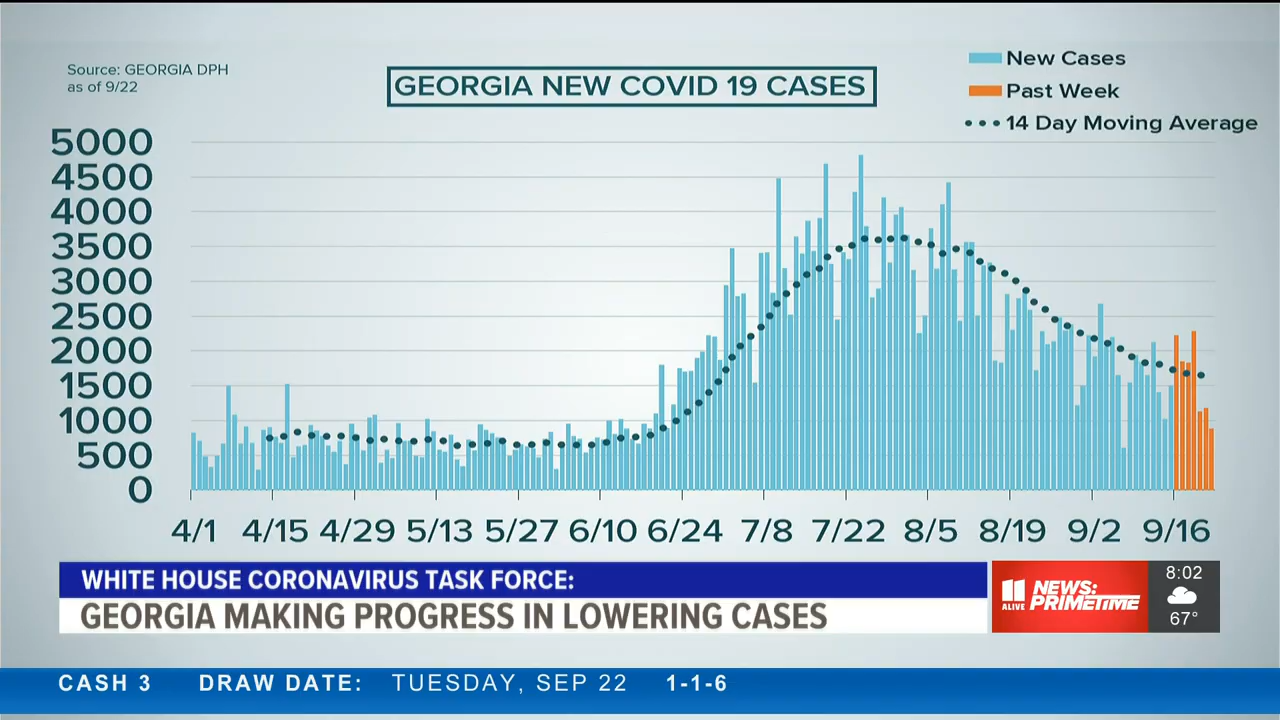 Source: GEORGIA DPH
as of 9/22
GEORGIA NEW COVID 19 CASES
New Cases
Past Week
14 Day Moving Average
5000
4500
4000
3500
3000
2500
2000
1500
1000
500
0
4/1 4/15 4/29 5/13 5/27 6/10 6/24 7/8 7/22 8/5 8/19 9/2 9/16
WHITE HOUSE CORONAVIRUS TASK FORCE:
GEORGIA MAKING PROGRESS IN LOWERING CASES
11 ALIVE
NEWS:
PRIMETIME
8:02
67°
CASH 3 DRAW DATE: TUESDAY, SEP 22 1-1-6